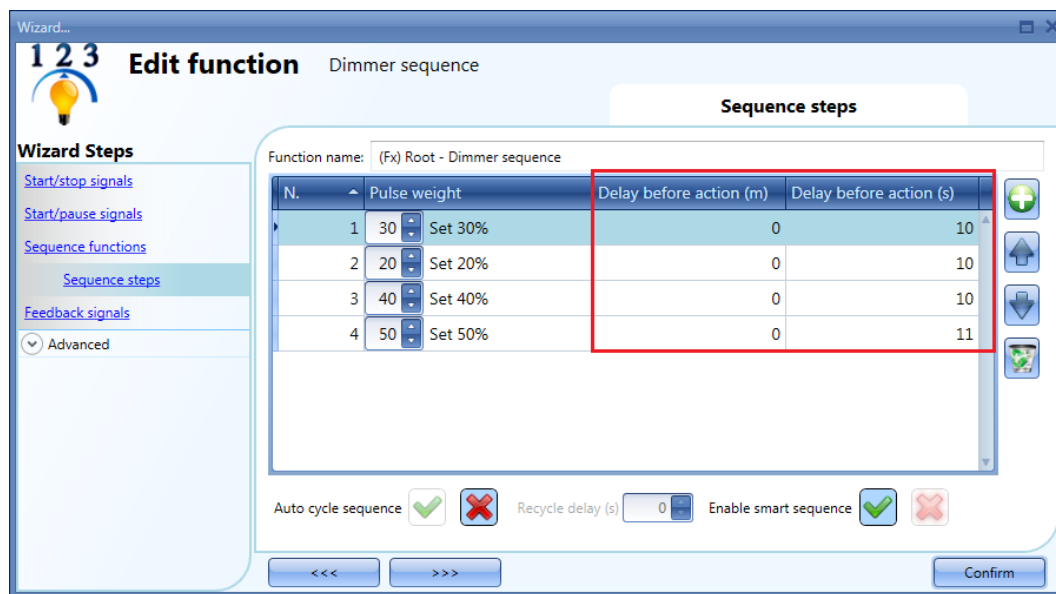 Wizard...
1 2 3
Edit function Dimmer sequence
Sequence steps
Wizard Steps
Start/stop signals
Start/pause signals
Sequence functions
Sequence steps
Feedback signals
Advanced
Function name: (Fx) Root - Dimmer sequence
N. Pulse weight Delay before action (m) Delay before action (s)
1 30 Set 30% 0 10
2 20 Set 20% 0 10
3 40 Set 40% 0 10
4 50 Set 50% 0 11
Auto cycle sequence Recycle delay (s) 0 Enable smart sequence
<<< >>> Confirm